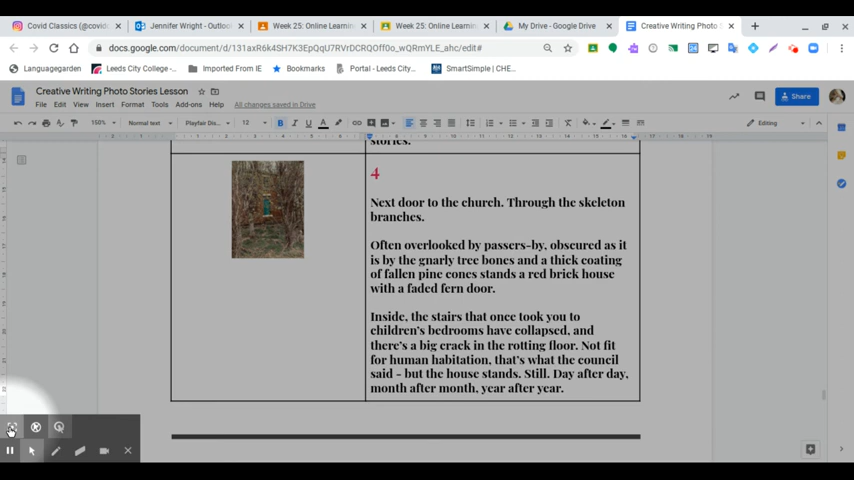 Covid Classics (@covidc
Jennifer Wright - Outlook
Week 25: Online Learning
Week 25: Online Learning
My Drive - Google Drive
Creative Writing Photo S
docs.google.com/document/d/131axR6k4SH7K3EpQqU7RVrDCRQOff0o_wQRmYLE_ahc/edit#
Languagegarden
Leeds City College -...
Imported From IE
Bookmarks
Portal - Leeds City...
SmartSimple | CHE...
Creative Writing Photo Stories Lesson
File Edit View Insert Format Tools Add-ons Help All changes saved in Drive
Share
150% Normal text Playfair Dis... 12 B I U A Editing
stories.
4
Next door to the church. Through the skeleton
branches.
Often overlooked by passers-by, obscured as it
is by the gnarly tree bones and a thick coating
of fallen pine cones stands a red brick house
with a faded fern door.
Inside, the stairs that once took you to
children's bedrooms have collapsed, and
there's a big crack in the rotting floor. Not fit
for human habitation, that's what the council
said - but the house stands. Still. Day after day,
month after month, year after year.